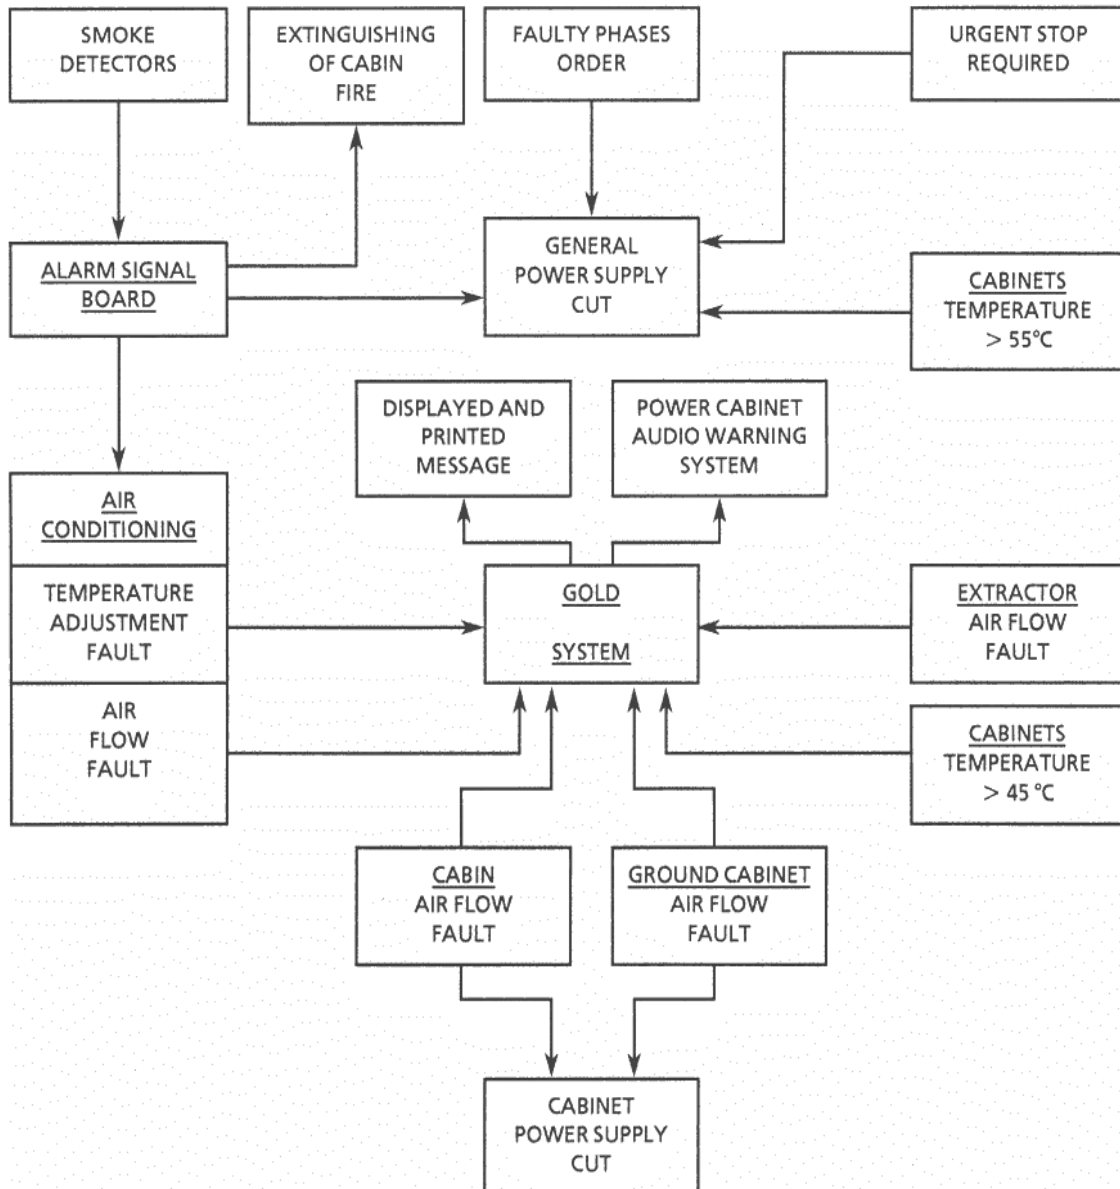 SMOKE
DETECTORS
EXTINGUISHING
OF CABIN
FIRE
FAULTY PHASES
ORDER
URGENT STOP
REQUIRED
ALARM SIGNAL
BOARD
GENERAL
POWER SUPPLY
CUT
CABINETS
TEMPERATURE
> 55°C
DISPLAYED AND
PRINTED
MESSAGE
POWER CABINET
AUDIO WARNING
SYSTEM
AIR
CONDITIONING
TEMPERATURE
ADJUSTMENT
FAULT
AIR
FLOW
FAULT
GOLD
SYSTEM
EXTRACTOR
AIR FLOW
FAULT
CABINETS
TEMPERATURE
> 45 °C
CABIN
AIR FLOW
FAULT
GROUND CABINET
AIR FLOW
FAULT
CABINET
POWER SUPPLY
CUT